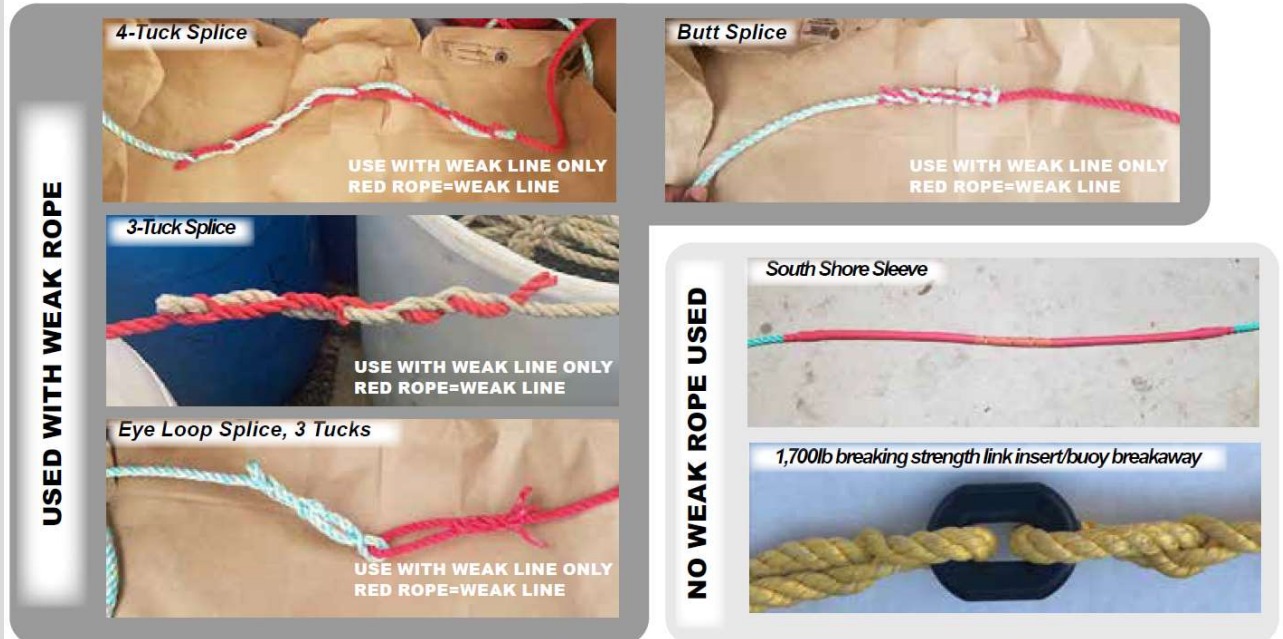 USED WITH WEAK ROPE
4-Tuck Splice
USE WITH WEAK LINE ONLY
RED ROPE=WEAK LINE
3-Tuck Splice
USE WITH WEAK LINE ONLY
RED ROPE=WEAK LINE
Eye Loop Splice, 3 Tucks
USE WITH WEAK LINE ONLY
RED ROPE=WEAK LINE
Butt Splice
USE WITH WEAK LINE ONLY
RED ROPE=WEAK LINE
NO WEAK ROPE USED
South Shore Sleeve
1,700lb breaking strength link insert/buoy breakaway